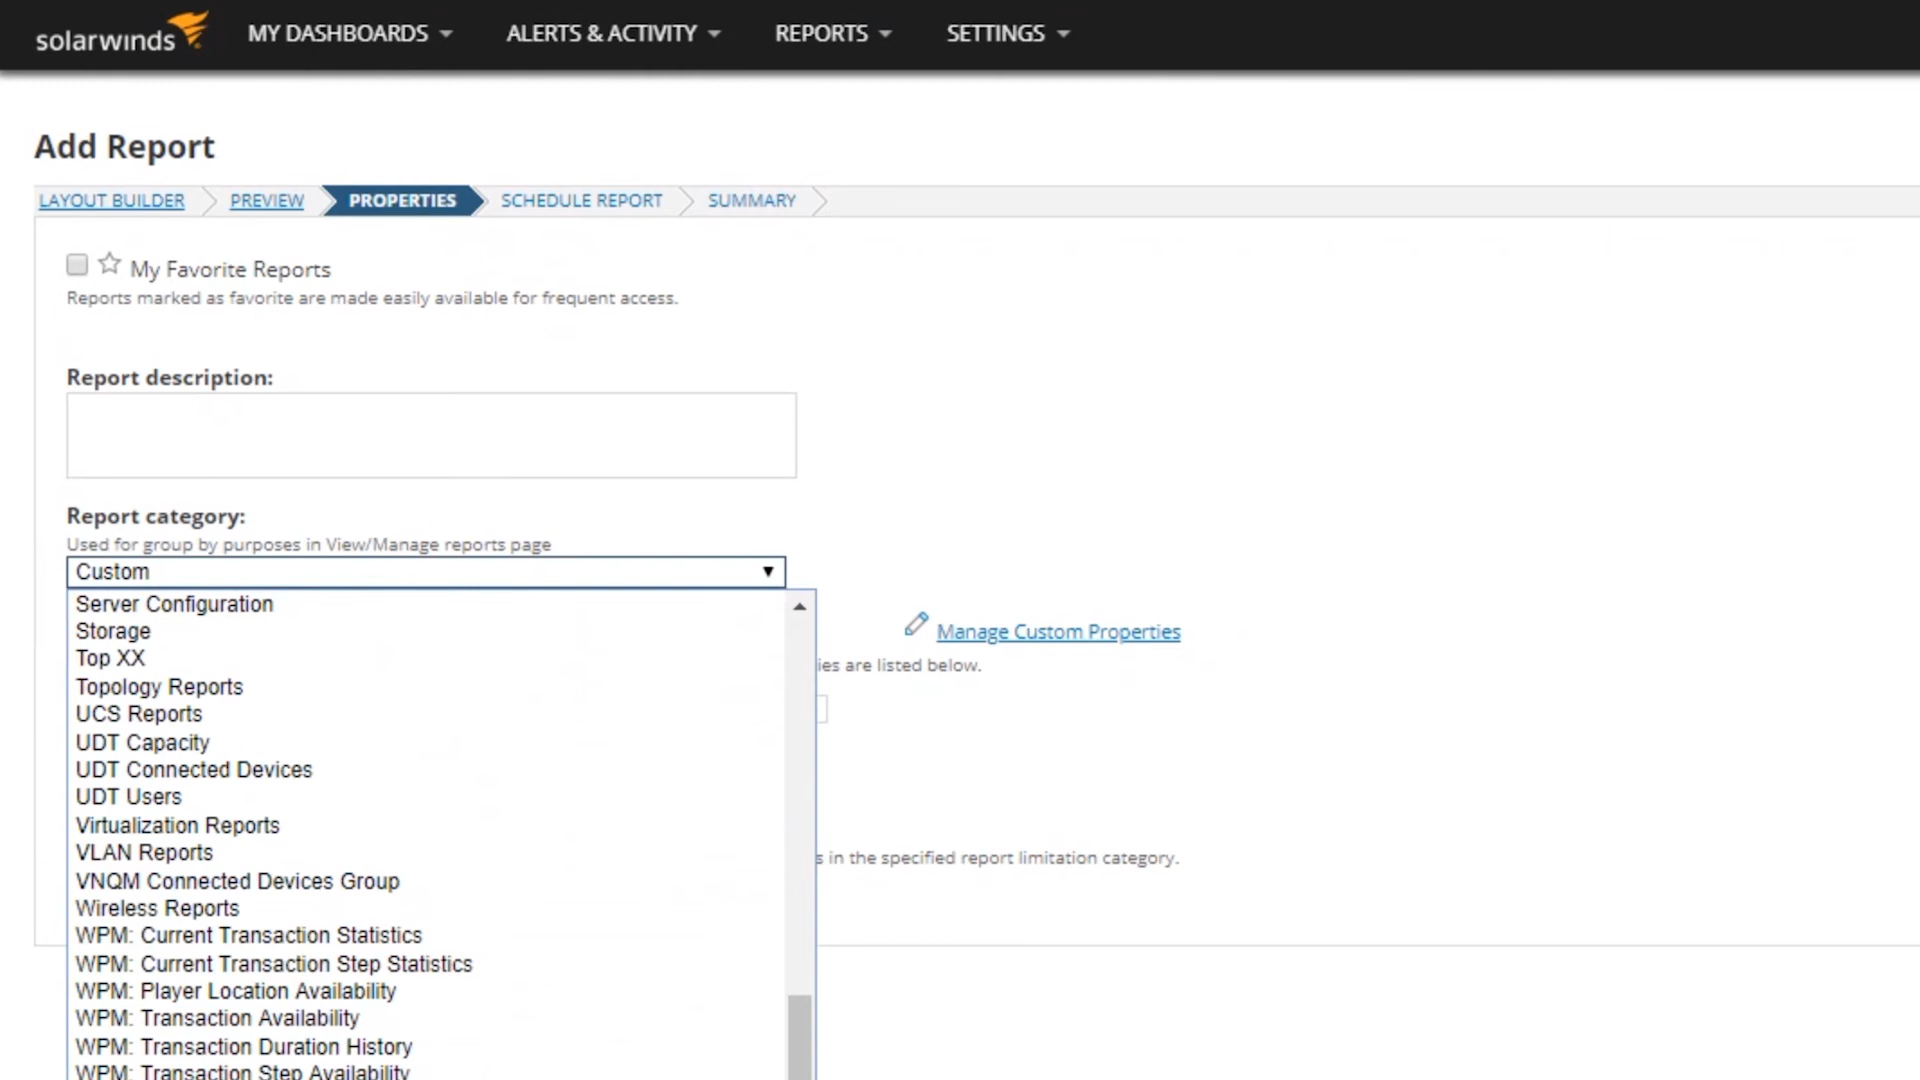 solarwinds MY DASHBOARDS ALERTS & ACTIVITY REPORTS SETTINGS
Add Report
LAYOUT BUILDER PREVIEW PROPERTIES SCHEDULE REPORT SUMMARY
My Favorite Reports
Reports marked as favorite are made easily available for frequent access.
Report description:
Report category:
Used for group by purposes in View/Manage reports page
Custom
Server Configuration
Storage
Manage Custom Properties
Top XX
ies are listed below.
Topology Reports
UCS Reports
UDT Capacity
UDT Connected Devices
UDT Users
Virtualization Reports
VLAN Reports
s in the specified report limitation category.
VNQM Connected Devices Group
Wireless Reports
WPM: Current Transaction Statistics
WPM: Current Transaction Step Statistics
WPM: Player Location Availability
WPM: Transaction Availability
WPM: Transaction Duration History
WPM: Transaction Step Availability